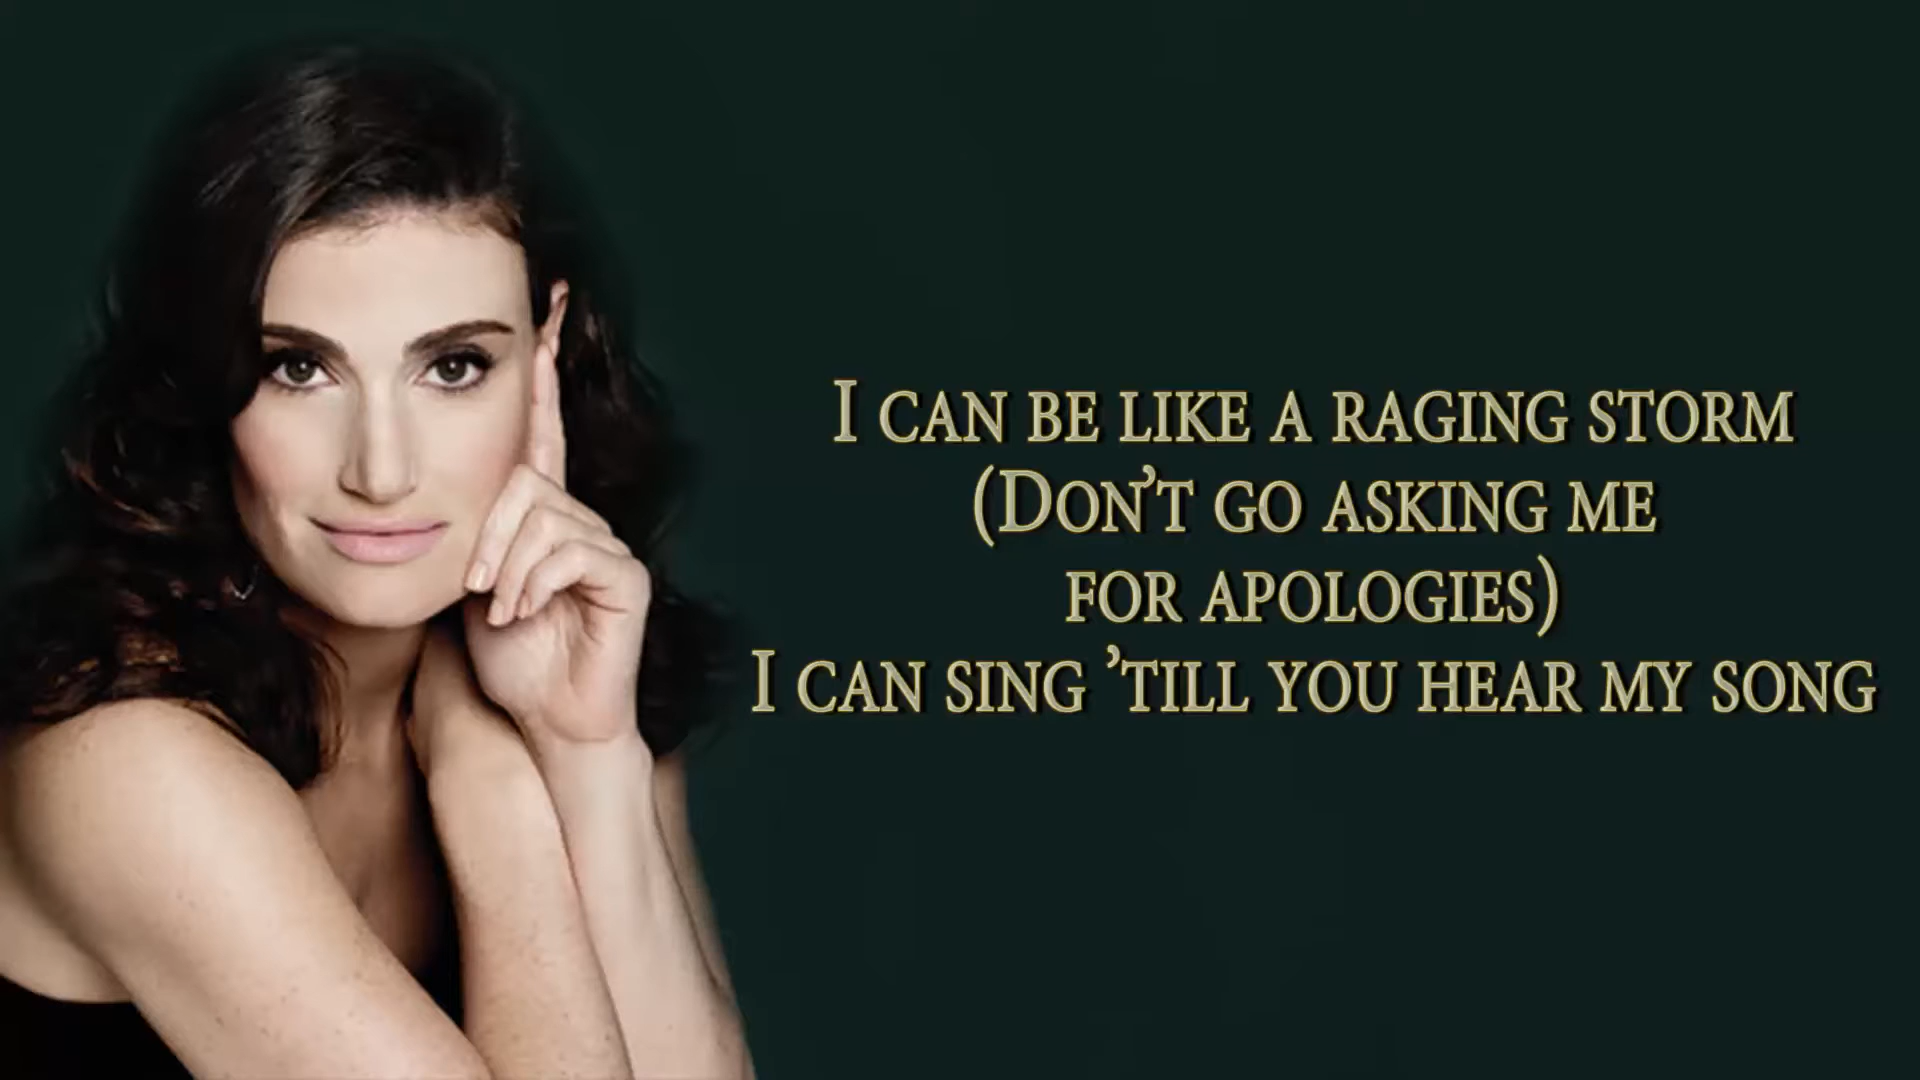 I CAN BE LIKE A RAGING STORM
(DON'T GO ASKING ME
FOR APOLOGIES)
I CAN SING 'TILL YOU HEAR MY SONG